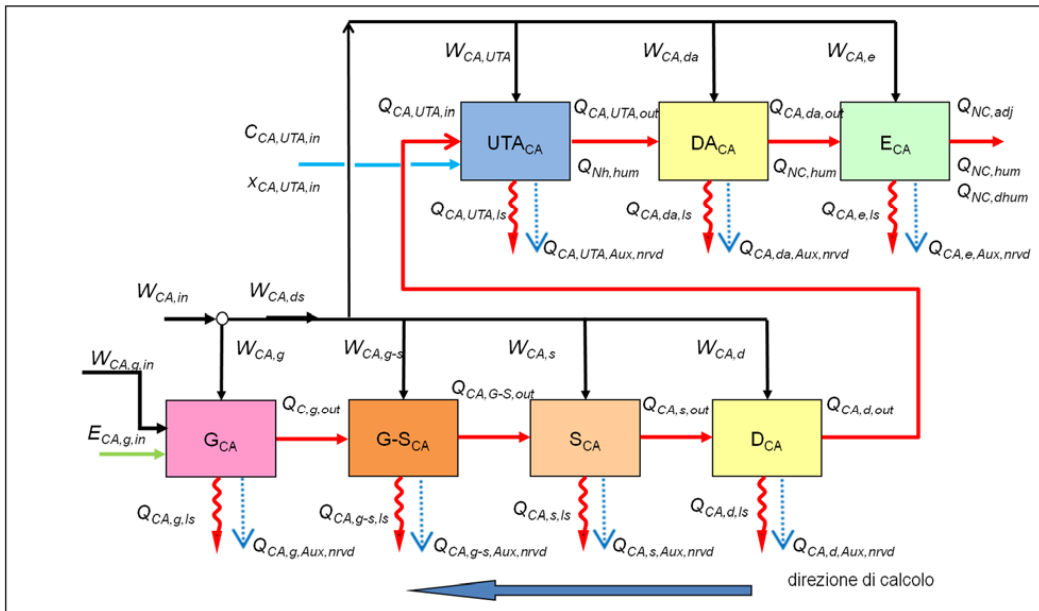 W_CA,UTA
W_CA,da
W_CA,e
Q_CA,UTA,in
Q_CA,UTA,out
Q_CA,da,out
Q_NC,adj
C_CA,UTA,in
UTA_CA
DA_CA
E_CA
x_CA,UTA,in
Q_Nh,hum
Q_NC,hum
Q_NC,hum
Q_NC,dhum
Q_CA,UTA,ls
Q_CA,da,ls
Q_CA,e,ls
Q_CA,UTA,Aux,nrvd
Q_CA,da,Aux,nrvd
Q_CA,e,Aux,nrvd
W_CA,in
W_CA,ds
W_CA,g
W_CA,g-s
W_CA,s
W_CA,d
W_CA,g,in
Q_C,g,out
Q_CA,G-S,out
Q_CA,s,out
Q_CA,d,out
E_CA,g,in
G_CA
G-S_CA
S_CA
D_CA
Q_CA,g,ls
Q_CA,g-s,ls
Q_CA,s,ls
Q_CA,d,ls
Q_CA,g,Aux,nrvd
Q_CA,g-s,Aux,nrvd
Q_CA,s,Aux,nrvd
Q_CA,d,Aux,nrvd
direzione di calcolo